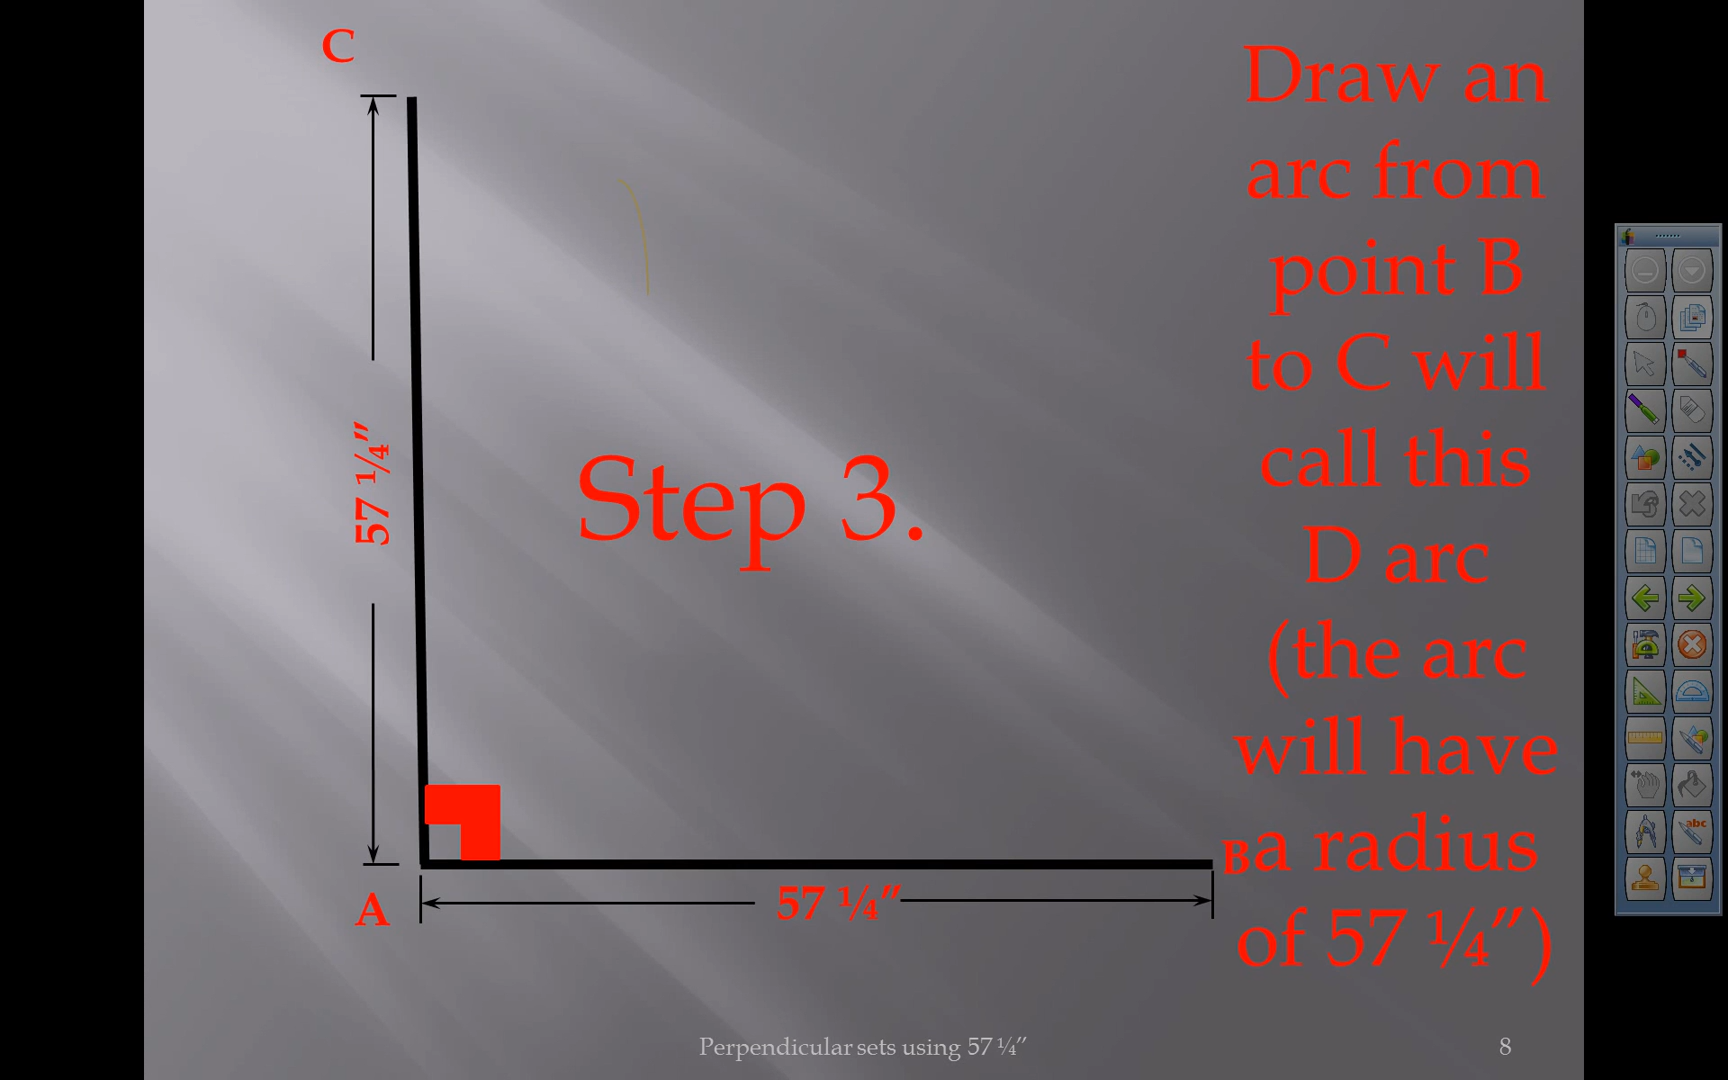 C
Draw an
arc from
point B
to C will
call this
D arc
(the arc
will have
a radius
of 57 ¼”)
57 ¼”
Step 3.
B
A
57 ¼”
abc
Perpendicular sets using 57 ¼”
8